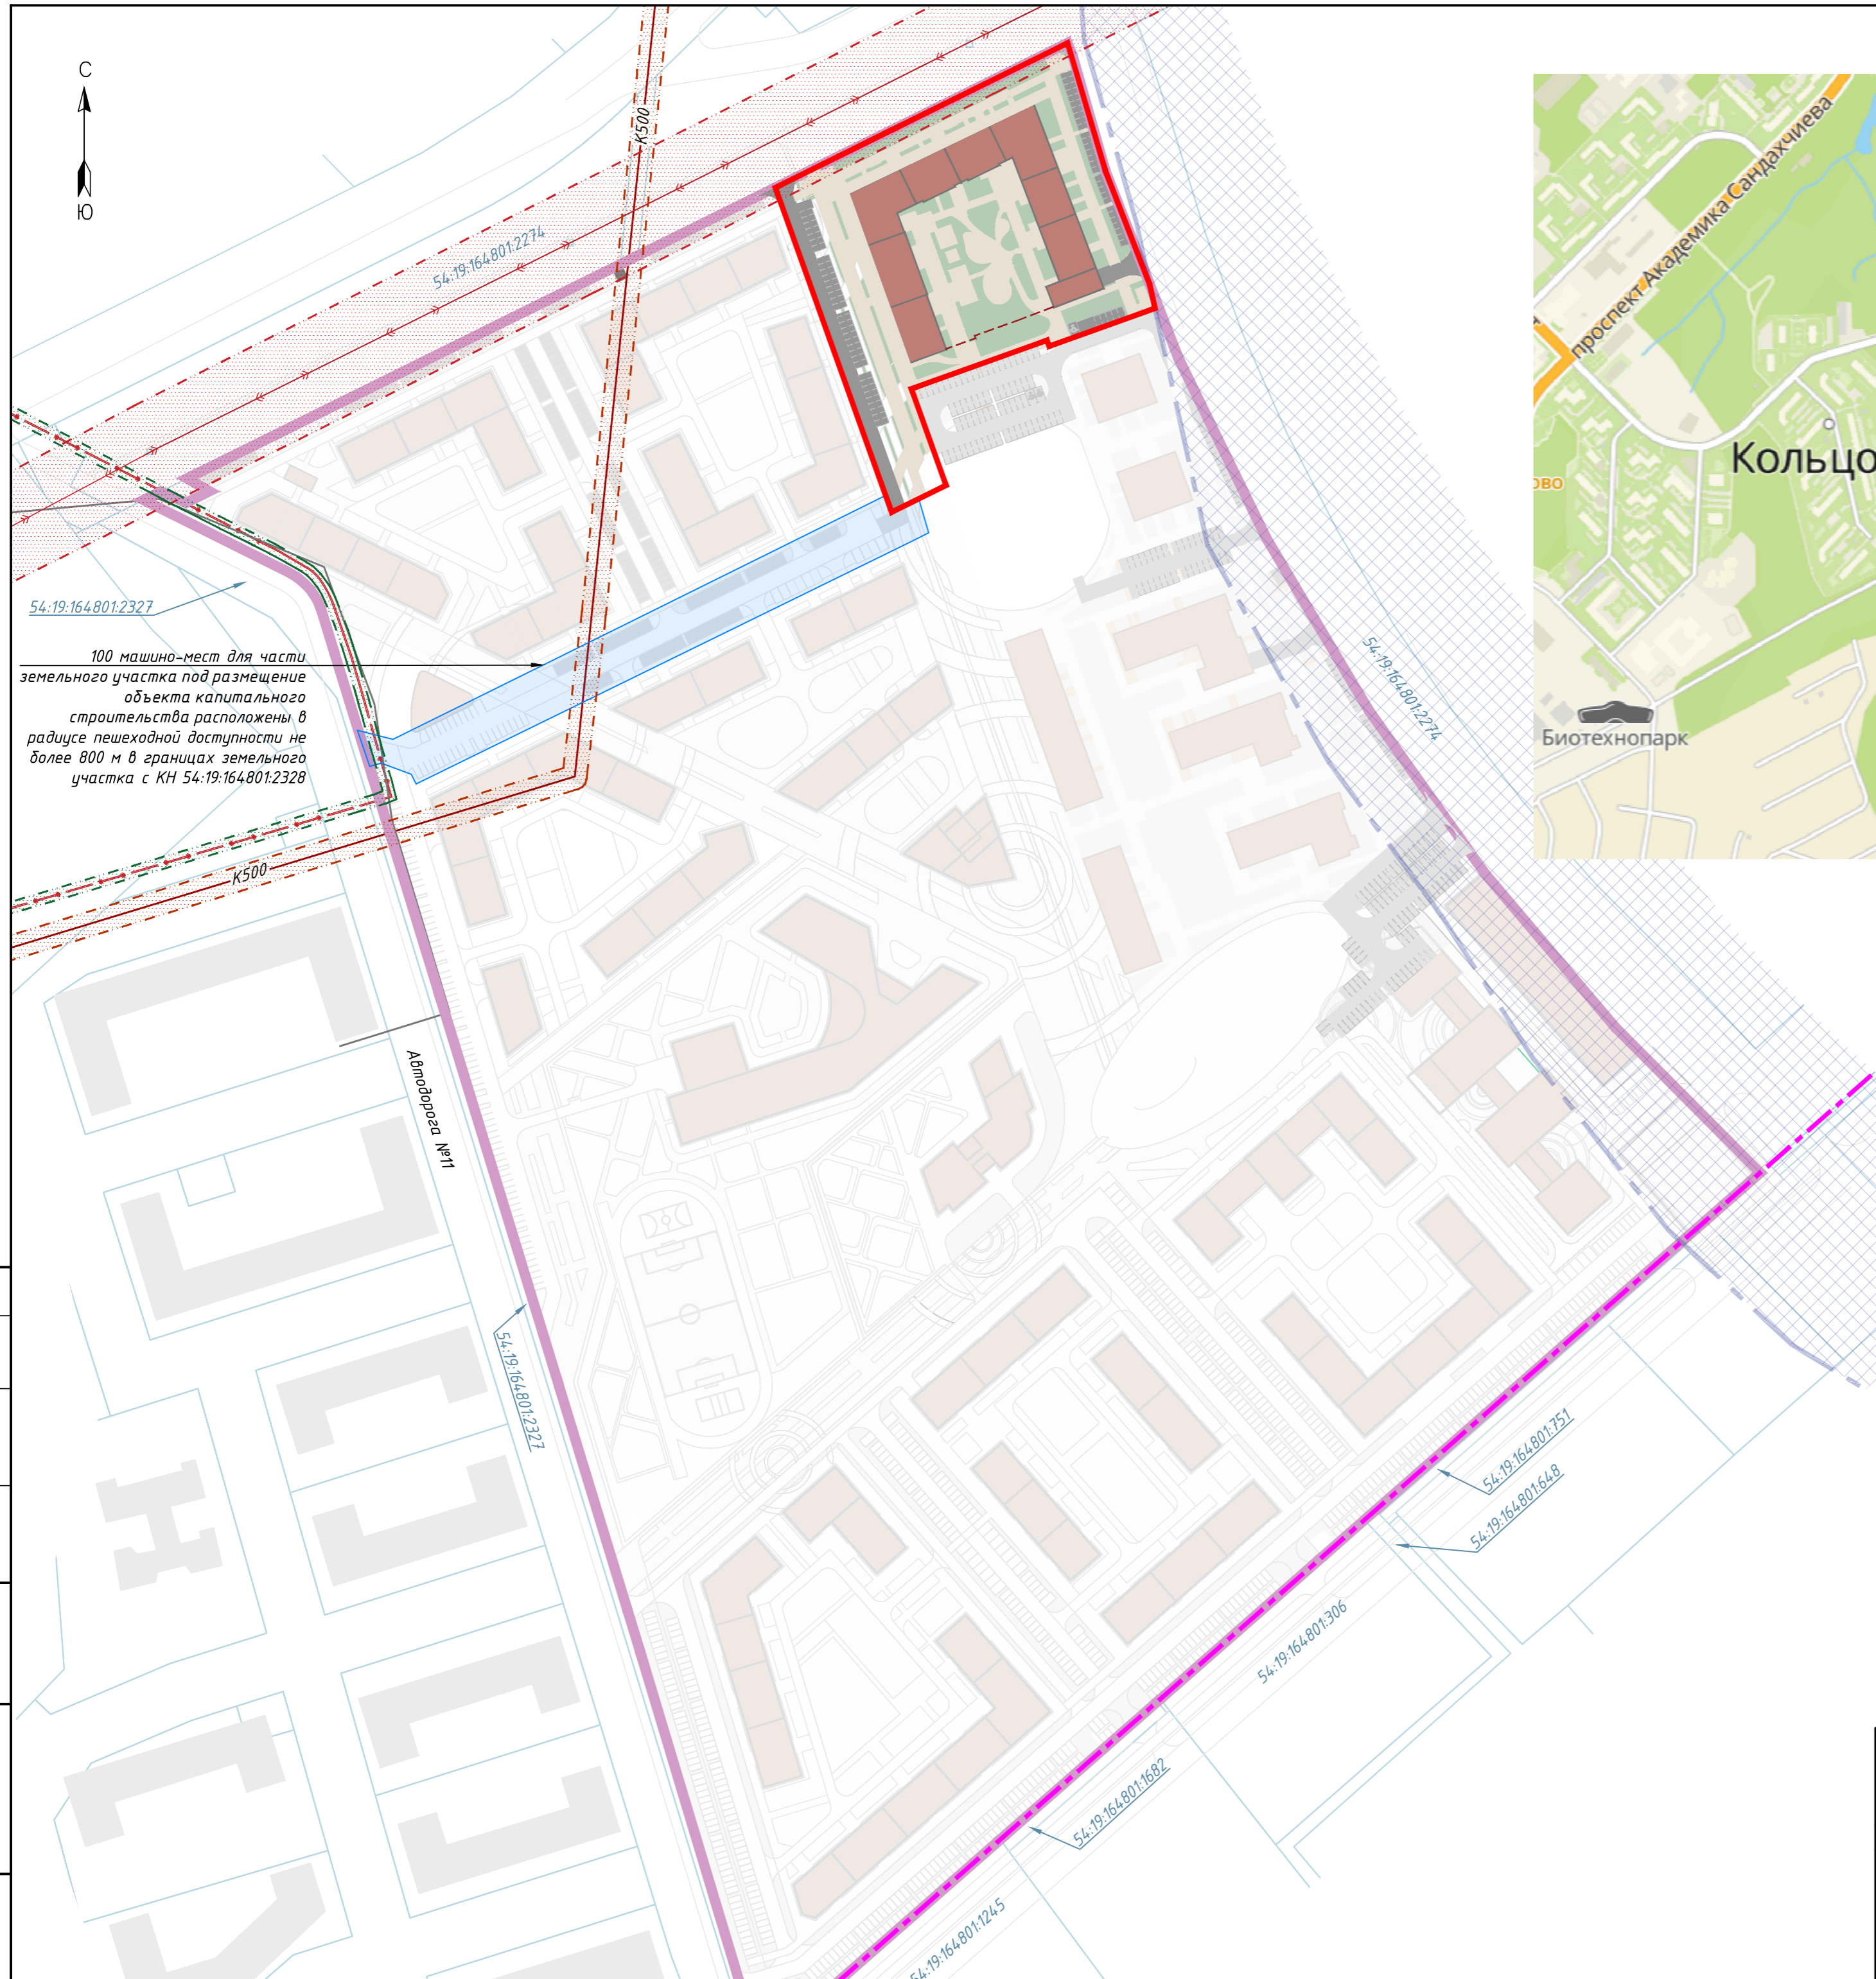 С
Ю
К500
54:19:164801:2274
54:19:164801:2327
100 машино-мест для части
земельного участка под размещение
объекта капитального
строительства расположены в
радиусе пешеходной доступности не
более 800 м в границах земельного
участка с КН 54:19:164801:2328
К500
Автодорога №11
54:19:164801:2327
54:19:164801:2274
проспект Академика Сандахчиева
Кольцо
ово
Биотехнопарк
54:19:164801:751
54:19:164801:648
54:19:164801:306
54:19:164801:1682
54:19:164801:1245